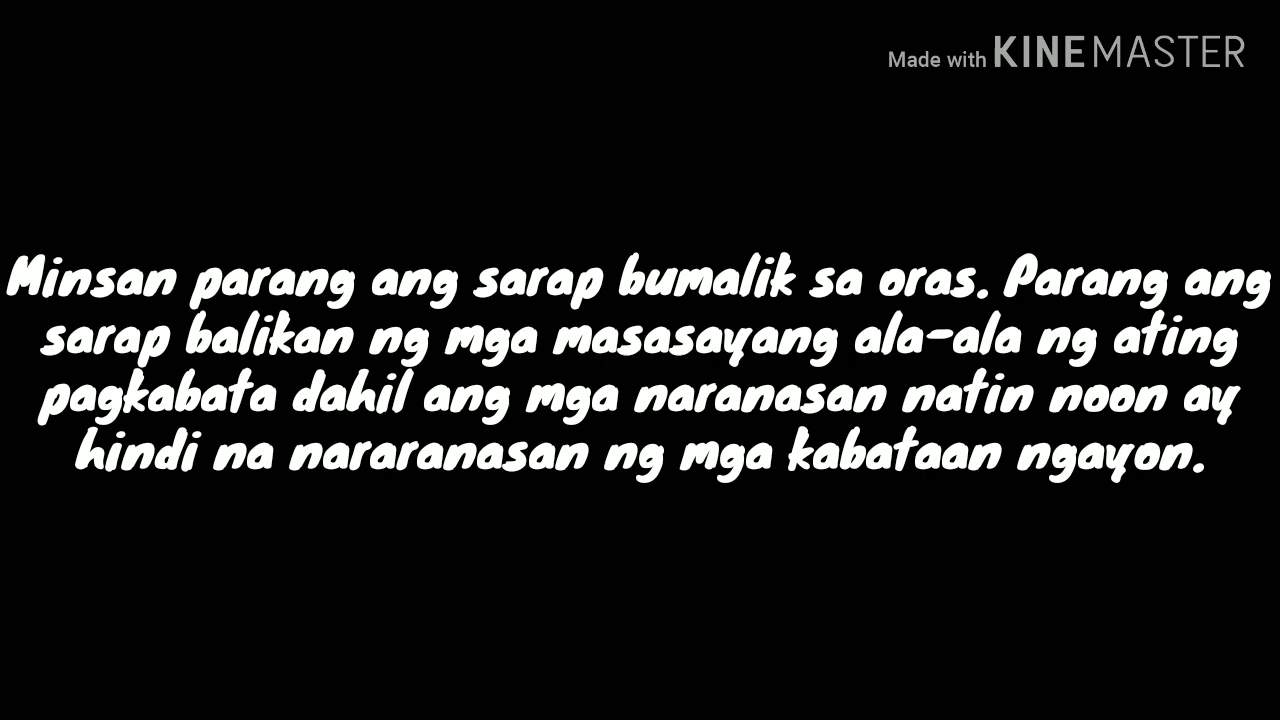 Made with KINEMASTER
Minsan parang ang sarap bumalik sa oras. Parang ang
sarap balikan ng mga masasayang ala-ala ng ating
pagkabata dahil ang mga naranasan natin noon ay
hindi na nararanasan ng mga kabataan ngayon.